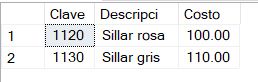 Clave Descripci Costo
1 1120 Sillar rosa 100.00
2 1130 Sillar gris 110.00